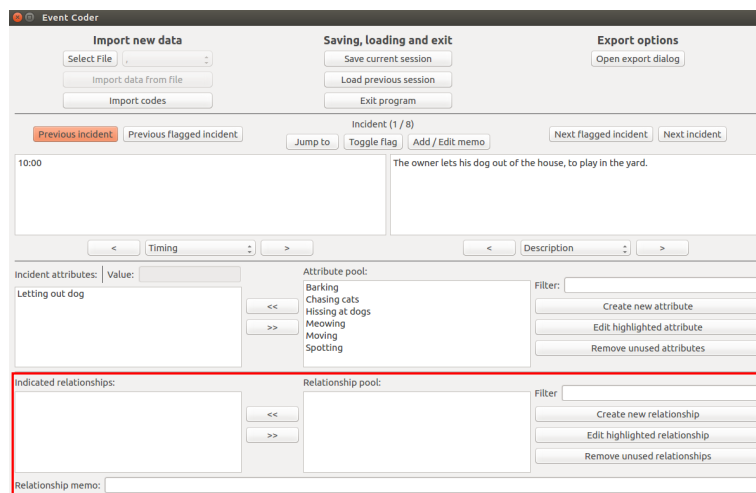 Event Coder
Import new data
Select File ,
Import data from file
Import codes
Saving, loading and exit
Save current session
Load previous session
Exit program
Export options
Open export dialog
Previous incident Previous flagged incident
Incident (1 / 8)
Jump to Toggle flag Add / Edit memo
Next flagged incident Next incident
10:00
The owner lets his dog out of the house, to play in the yard.
< Timing >
< Description >
Incident attributes: Value:
Letting out dog
<<
>>
Attribute pool:
Barking
Chasing cats
Hissing at dogs
Meowing
Moving
Spotting
Filter:
Create new attribute
Edit highlighted attribute
Remove unused attributes
Indicated relationships:
<<
>>
Relationship pool:
Filter
Create new relationship
Edit highlighted relationship
Remove unused relationships
Relationship memo: